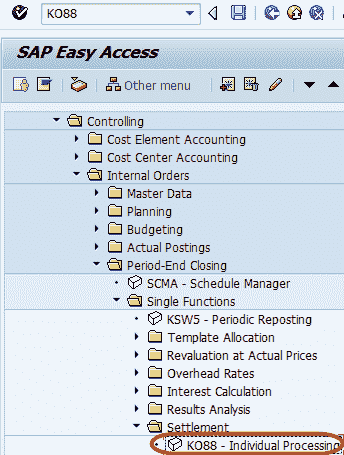 KO88
SAP Easy Access
Other menu
Controlling
Cost Element Accounting
Cost Center Accounting
Internal Orders
Master Data
Planning
Budgeting
Actual Postings
Period-End Closing
SCMA - Schedule Manager
Single Functions
KSW5 - Periodic Reposting
Template Allocation
Revaluation at Actual Prices
Overhead Rates
Interest Calculation
Results Analysis
Settlement
KO88 - Individual Processing